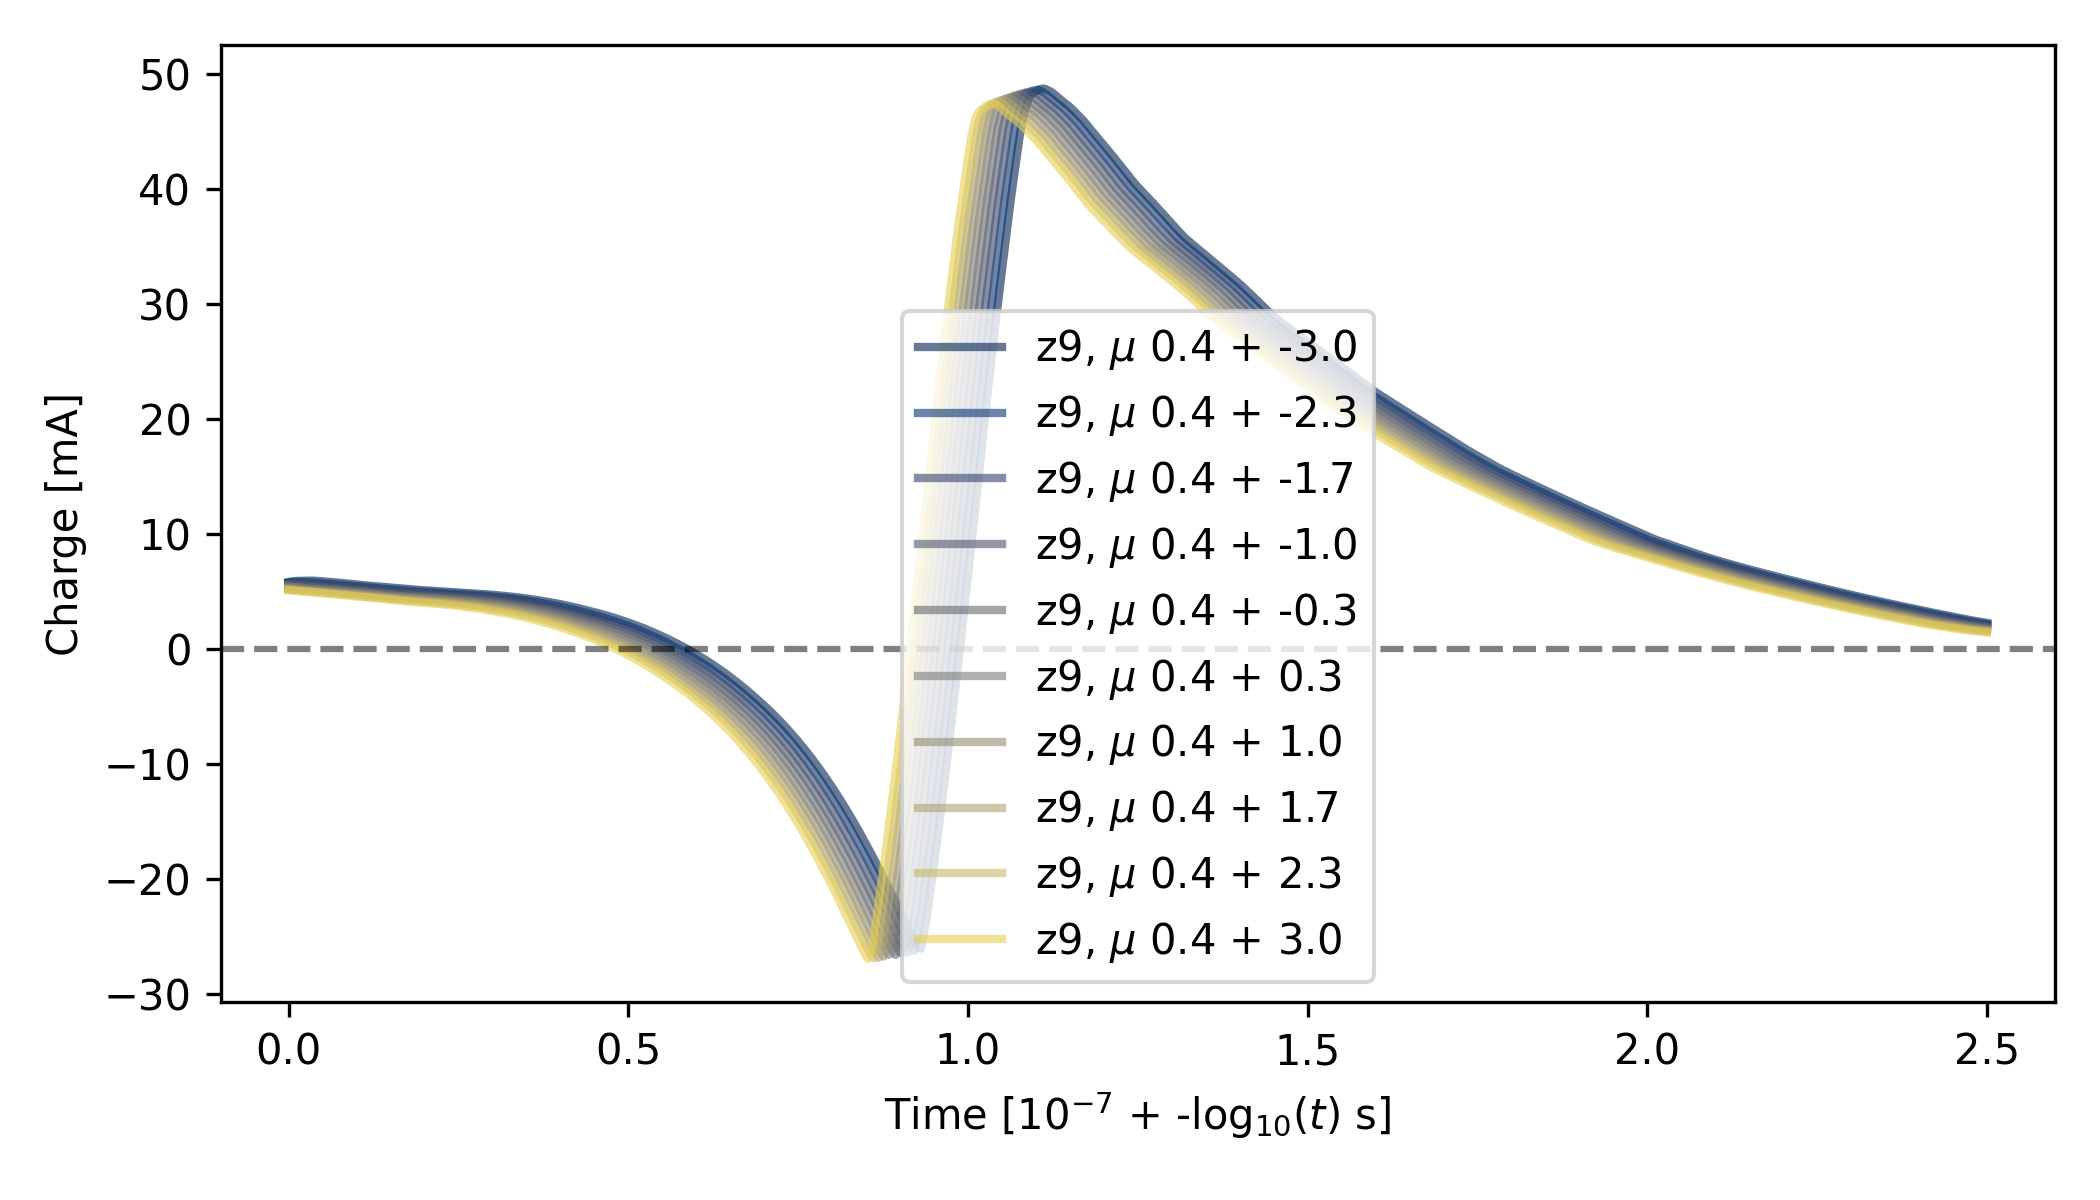 50
40
30
20
10
0
−10
−20
−30
Charge [mA]
z9, μ 0.4 + -3.0
z9, μ 0.4 + -2.3
z9, μ 0.4 + -1.7
z9, μ 0.4 + -1.0
z9, μ 0.4 + -0.3
z9, μ 0.4 + 0.3
z9, μ 0.4 + 1.0
z9, μ 0.4 + 1.7
z9, μ 0.4 + 2.3
z9, μ 0.4 + 3.0
0.0 0.5 1.0 1.5 2.0 2.5
Time [10⁻⁷ + -log₁₀(t) s]